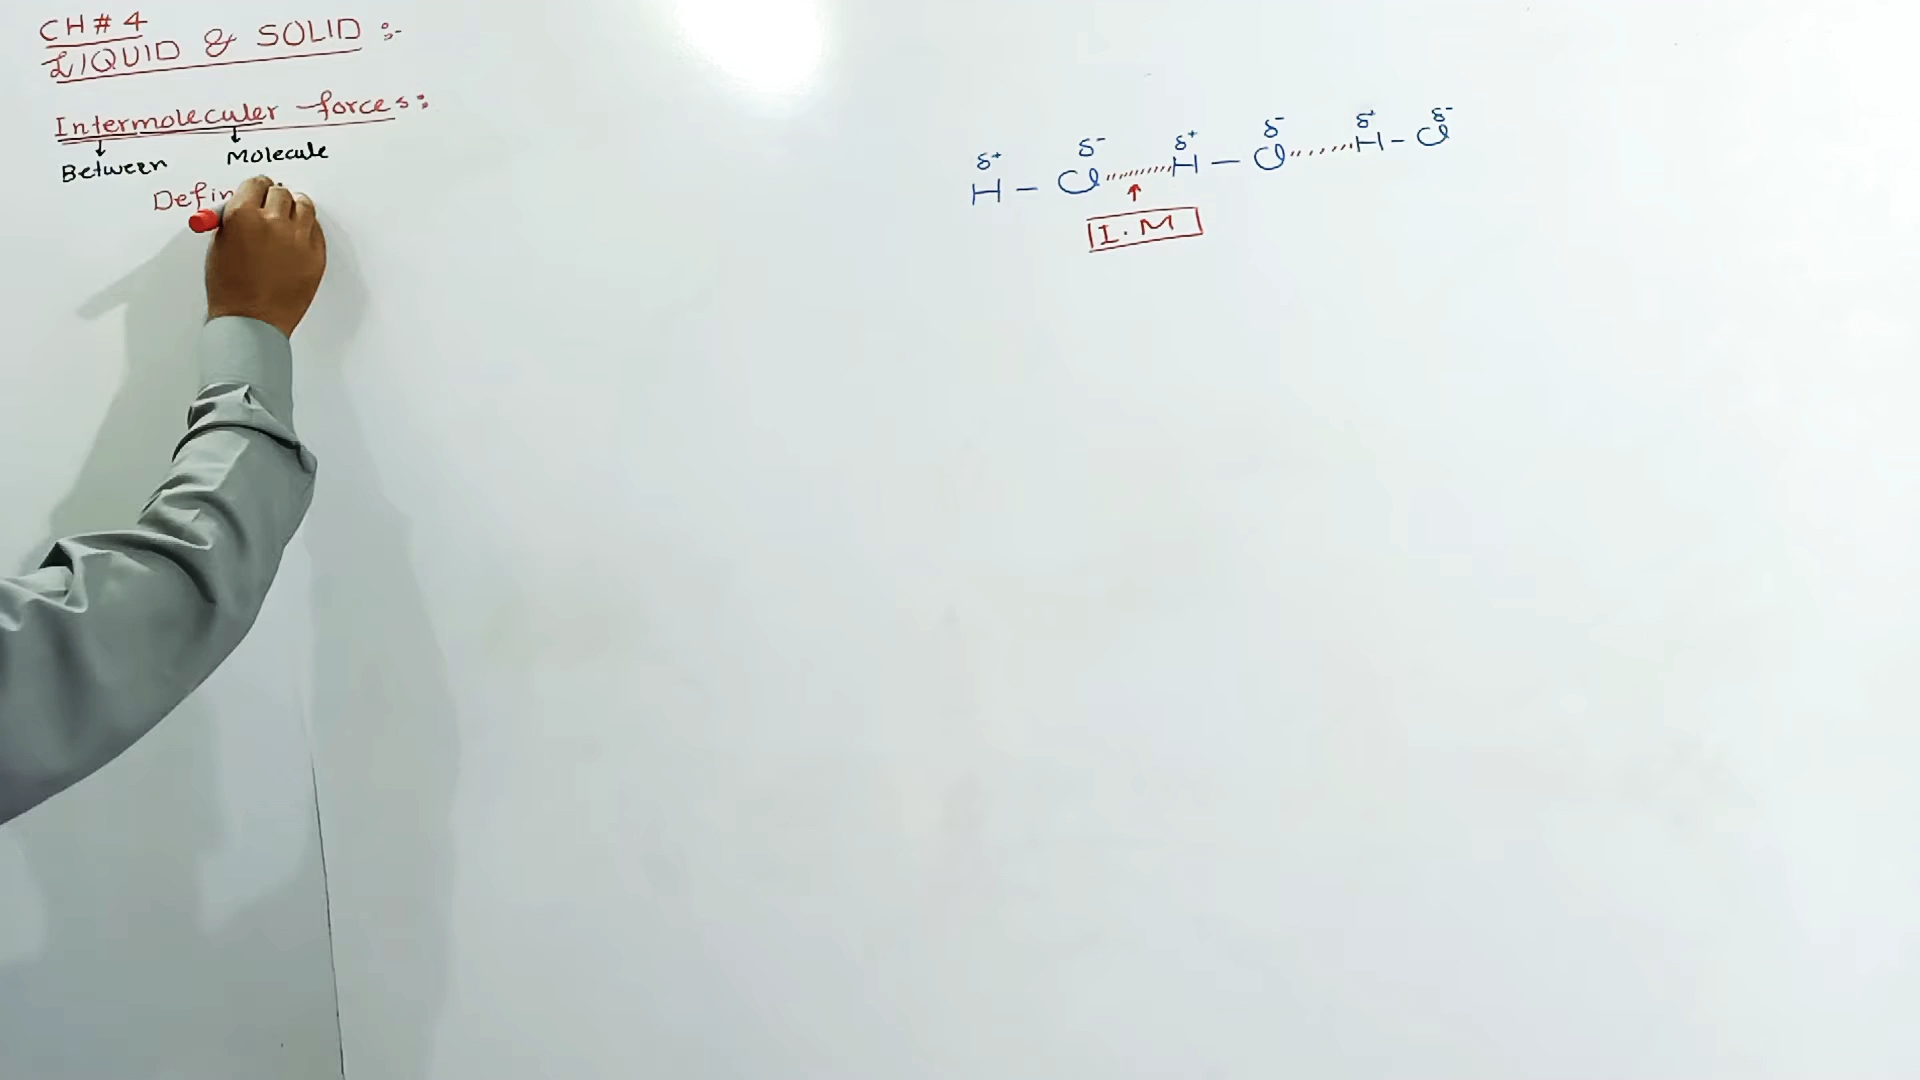 CH # 4
LIQUID & SOLID :-
Intermoleculer forces:
Between Molecule
Defin
δ+ δ- δ+ δ- δ+ δ-
H - Cl .......... H - Cl ....... H - Cl
I.M